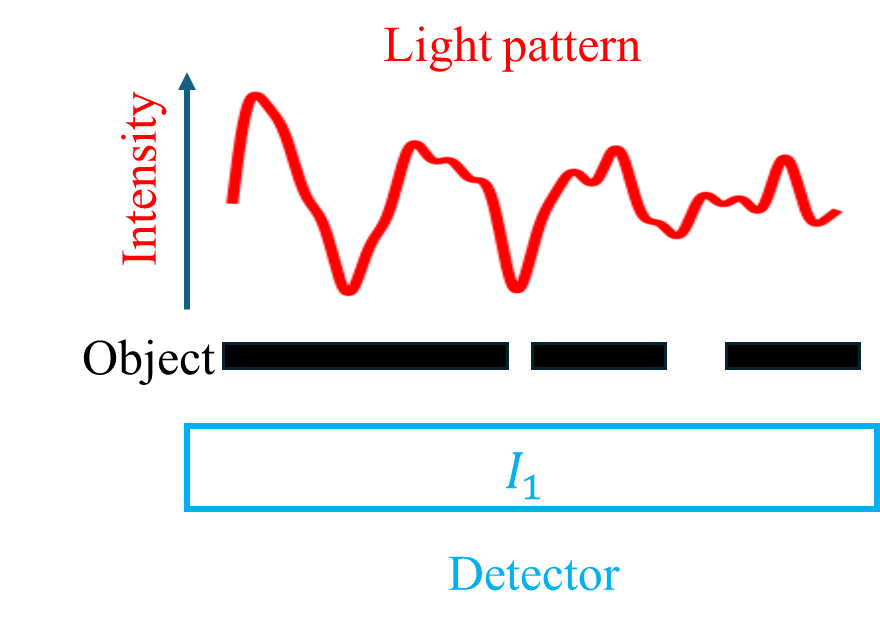 Light pattern
Intensity
Object
I₁
Detector